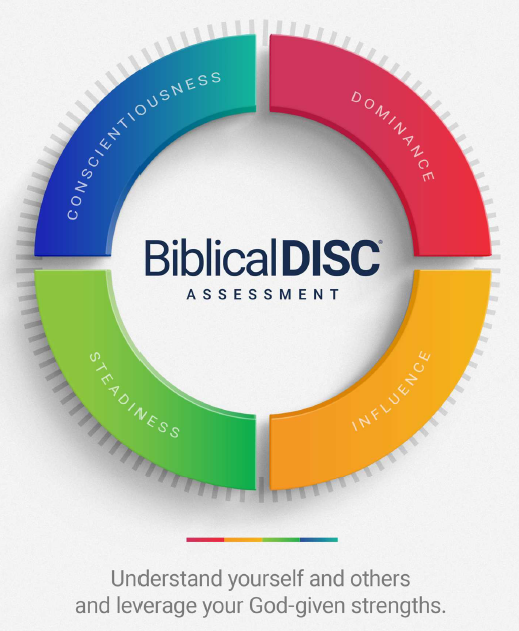 CONSCIENTIOUSNESS
DOMINANCE
BiblicalDISC®
ASSESSMENT
STEADINESS
INFLUENCE
Understand yourself and others
and leverage your God-given strengths.